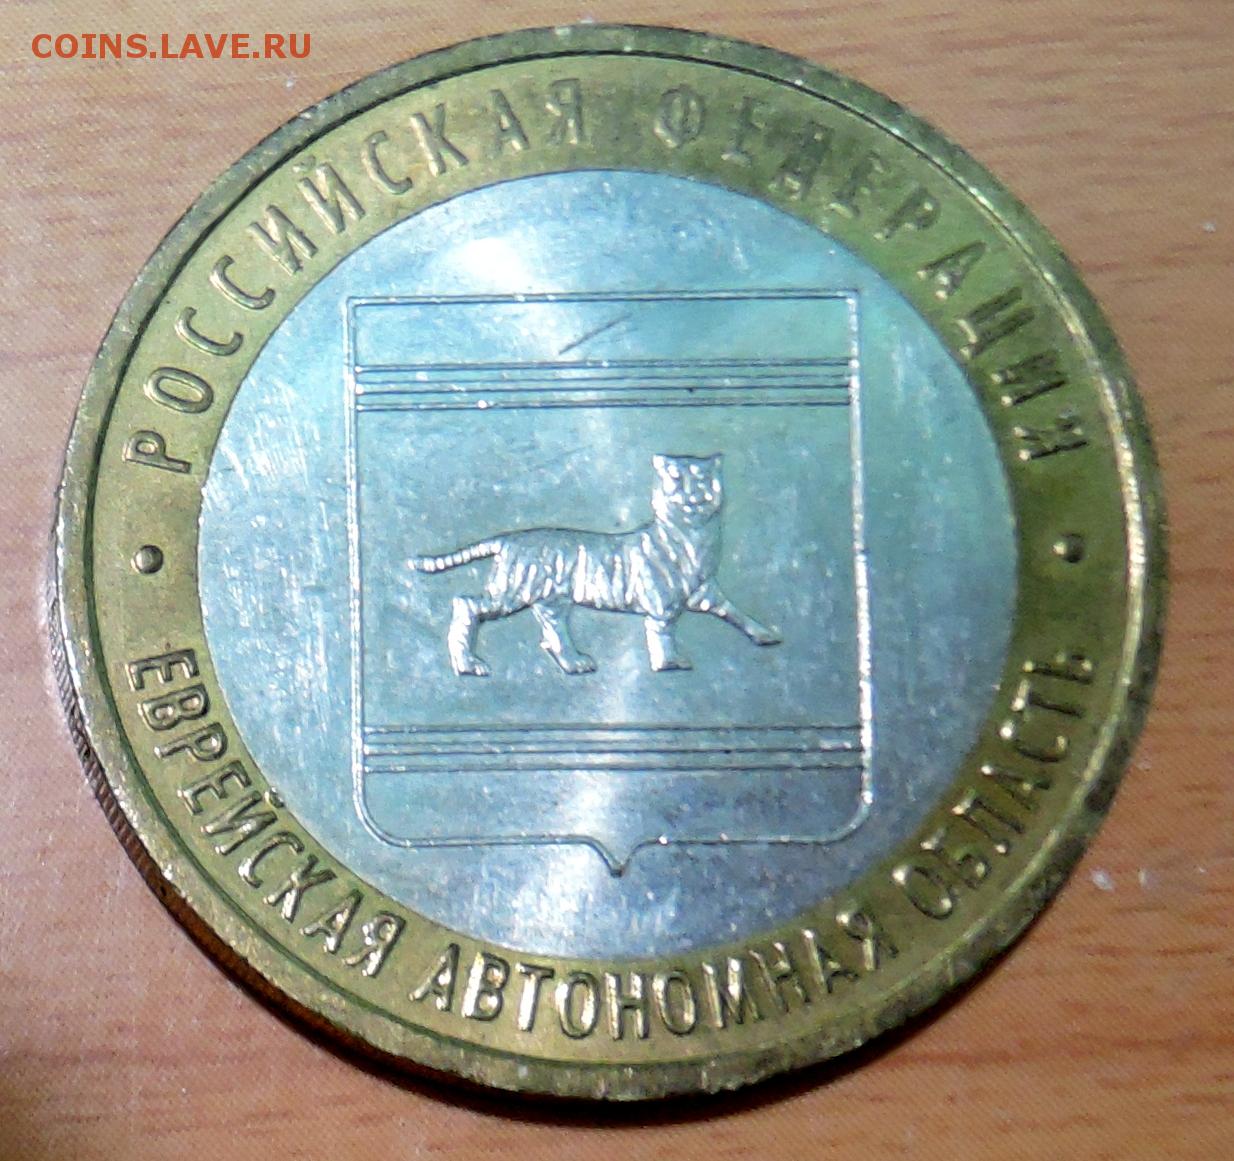 COINS.LAVE.RU
РОССИЙСКАЯ ФЕДЕРАЦИЯ
ЕВРЕЙСКАЯ АВТОНОМНАЯ ОБЛАСТЬ